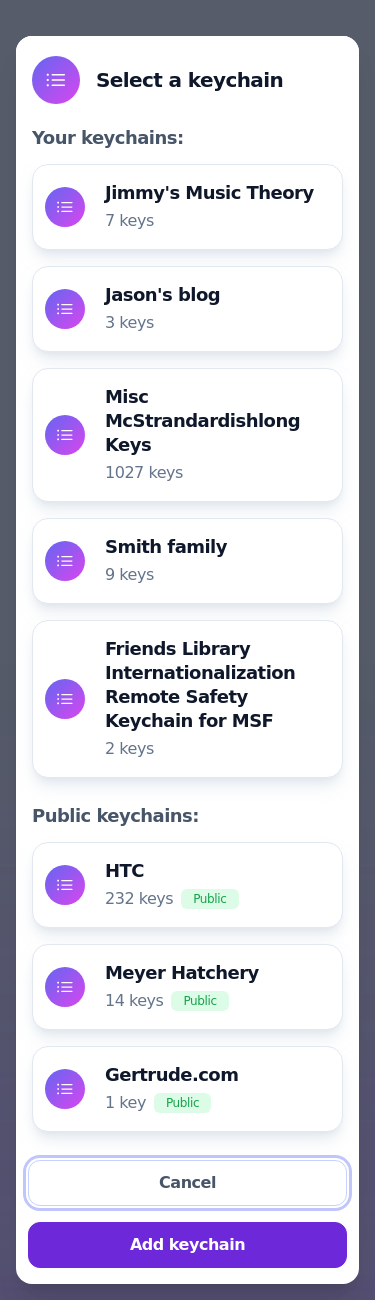 Select a keychain
Your keychains:
Jimmy's Music Theory
7 keys
Jason's blog
3 keys
Misc
McStrandardishlong
Keys
1027 keys
Smith family
9 keys
Friends Library
Internationalization
Remote Safety
Keychain for MSF
2 keys
Public keychains:
HTC
232 keys Public
Meyer Hatchery
14 keys Public
Gertrude.com
1 key Public
Cancel
Add keychain